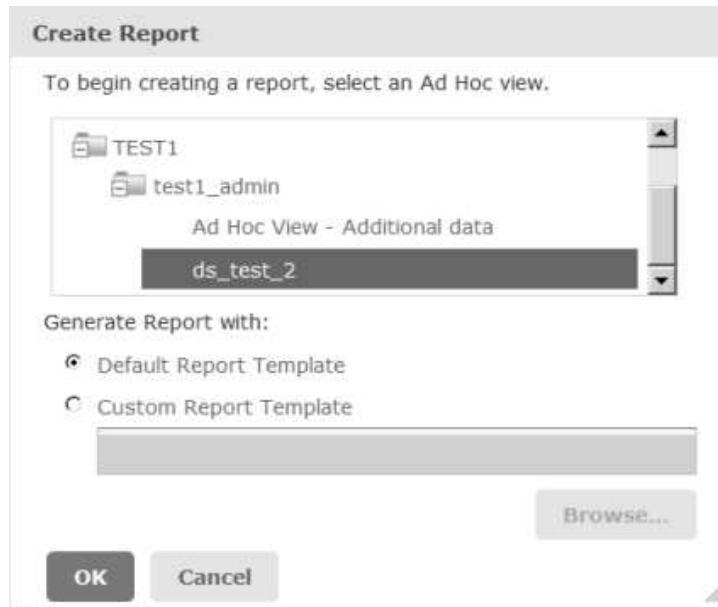 Create Report
To begin creating a report, select an Ad Hoc view.
TEST1
test1_admin
Ad Hoc View - Additional data
ds_test_2
Generate Report with:
Default Report Template
Custom Report Template
Browse...
OK Cancel